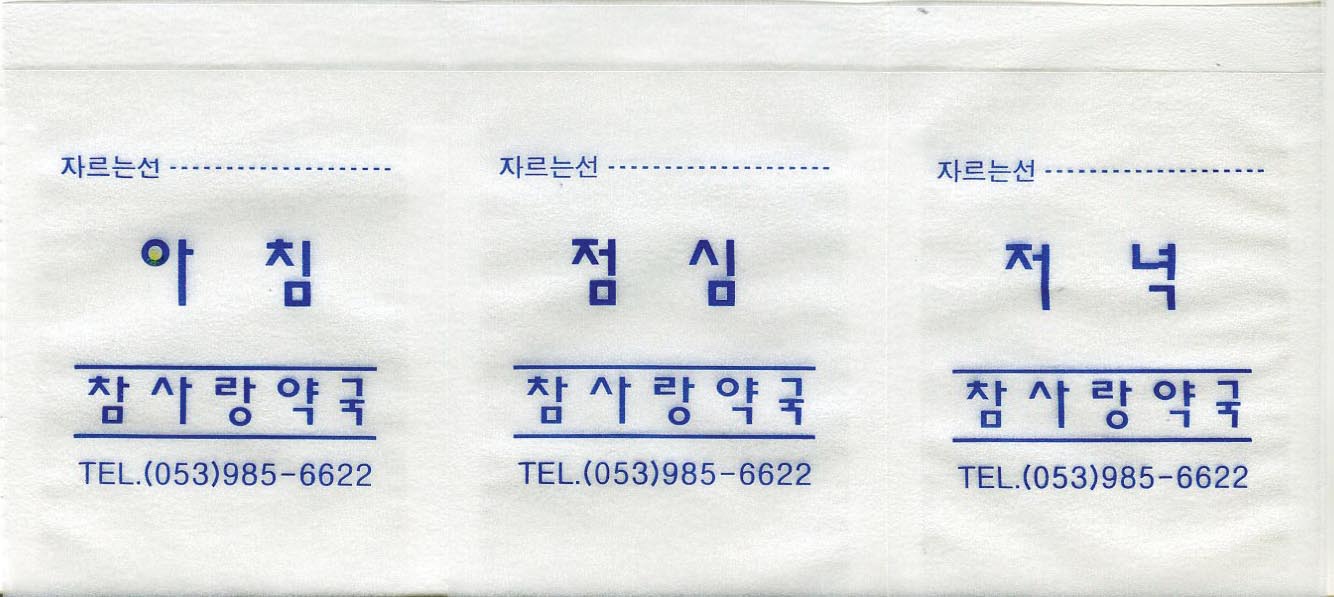 자르는선
아 침
참사랑약국
TEL.(053)985-6622
자르는선
점 심
참사랑약국
TEL.(053)985-6622
자르는선
저 녁
참사랑약국
TEL.(053)985-6622